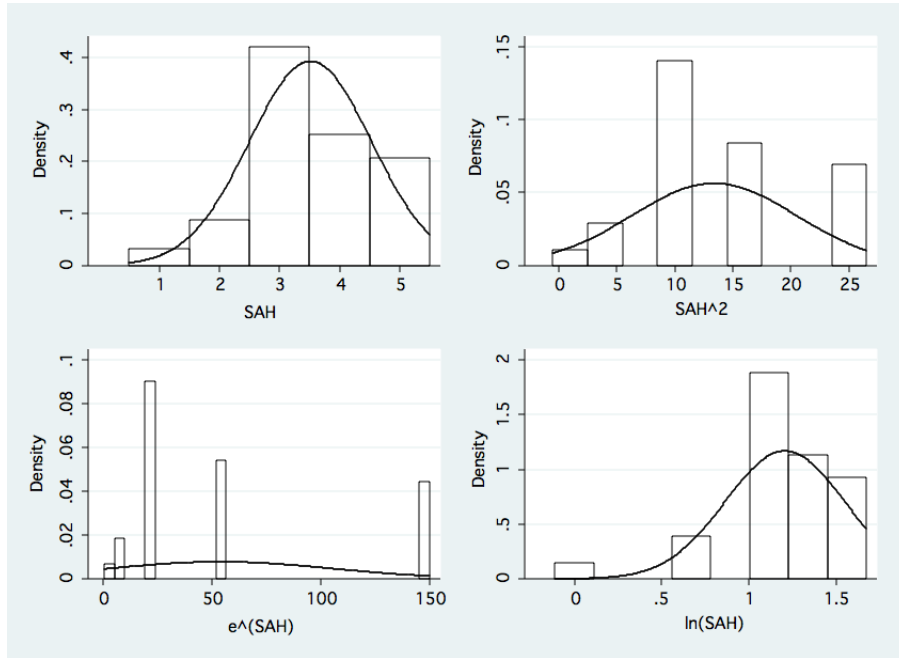 Density
.4
.3
.2
.1
0
1 2 3 4 5
SAH
Density
.15
.1
.05
0
0 5 10 15 20 25
SAH^2
Density
.1
.08
.06
.04
.02
0
0 50 100 150
e^(SAH)
Density
2
1.5
1
.5
0
0 .5 1 1.5
ln(SAH)